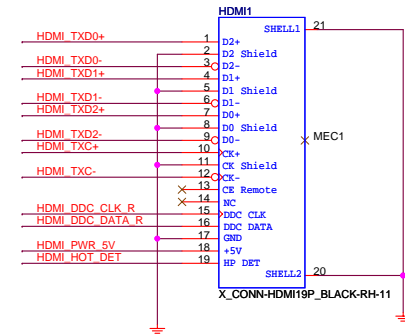 HDMI1
SHELL1 21
HDMI_TXD0+ 1 D2+
2 D2 Shield
HDMI_TXD0- 3 D2-
HDMI_TXD1+ 4 D1+
5 D1 Shield
HDMI_TXD1- 6 D1-
HDMI_TXD2+ 7 D0+
8 D0 Shield
HDMI_TXD2- 9 D0-
MEC1
HDMI_TXC+ 10 CK+
11 CK Shield
HDMI_TXC- 12 CK-
13 CE Remote
14 NC
HDMI_DDC_CLK_R 15 DDC CLK
HDMI_DDC_DATA_R 16 DDC DATA
17 GND
HDMI_PWR_5V 18 +5V
HDMI_HOT_DET 19 HP DET
SHELL2 20
X_CONN-HDMI19P_BLACK-RH-11